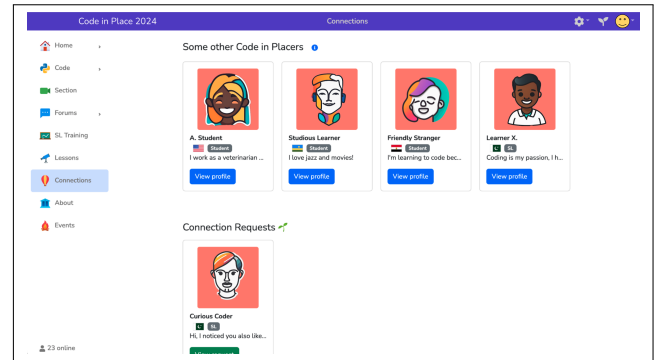 Code in Place 2024
Connections
Home
Code
Section
Forums
SL Training
Lessons
Connections
About
Events
23 online
Some other Code in Placers
A. Student
Student
I work as a veterinarian ...
View profile
Studious Learner
Student
I love jazz and movies!
View profile
Friendly Stranger
Student
I'm learning to code bec...
View profile
Learner X.
SL
Coding is my passion, I h...
View profile
Connection Requests
Curious Coder
SL
Hi, I noticed you also like...
View request